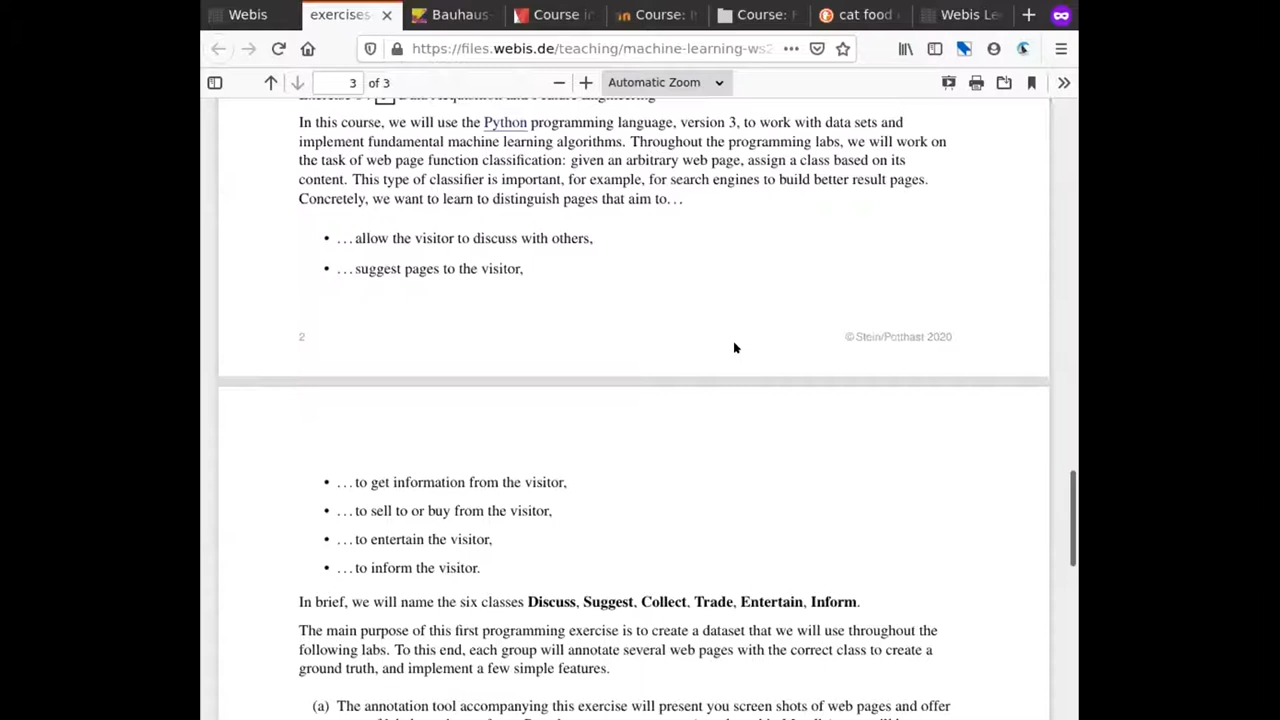 Webis
exercises
Bauhaus-
Course in
Course: I
Course: H
cat food
Webis Le
https://files.webis.de/teaching/machine-learning-ws2
3 of 3
Automatic Zoom
In this course, we will use the Python programming language, version 3, to work with data sets and
implement fundamental machine learning algorithms. Throughout the programming labs, we will work on
the task of web page function classification: given an arbitrary web page, assign a class based on its
content. This type of classifier is important, for example, for search engines to build better result pages.
Concretely, we want to learn to distinguish pages that aim to...
• ...allow the visitor to discuss with others,
• ...suggest pages to the visitor,
2
©Stein/Potthast 2020
• ...to get information from the visitor,
• ...to sell to or buy from the visitor,
• ...to entertain the visitor,
• ...to inform the visitor.
In brief, we will name the six classes Discuss, Suggest, Collect, Trade, Entertain, Inform.
The main purpose of this first programming exercise is to create a dataset that we will use throughout the
following labs. To this end, each group will annotate several web pages with the correct class to create a
ground truth, and implement a few simple features.
(a) The annotation tool accompanying this exercise will present you screen shots of web pages and offer